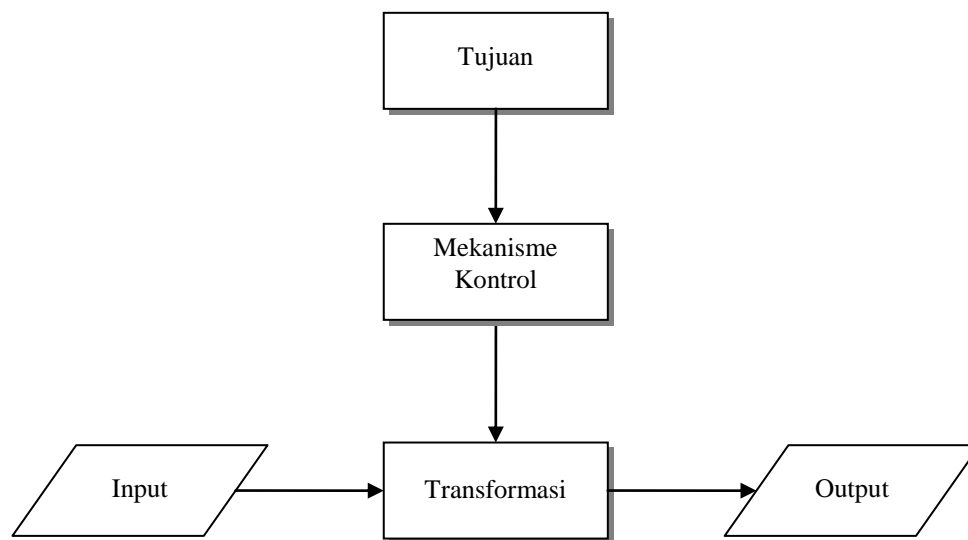 Tujuan
Mekanisme
Kontrol
Input
Transformasi
Output